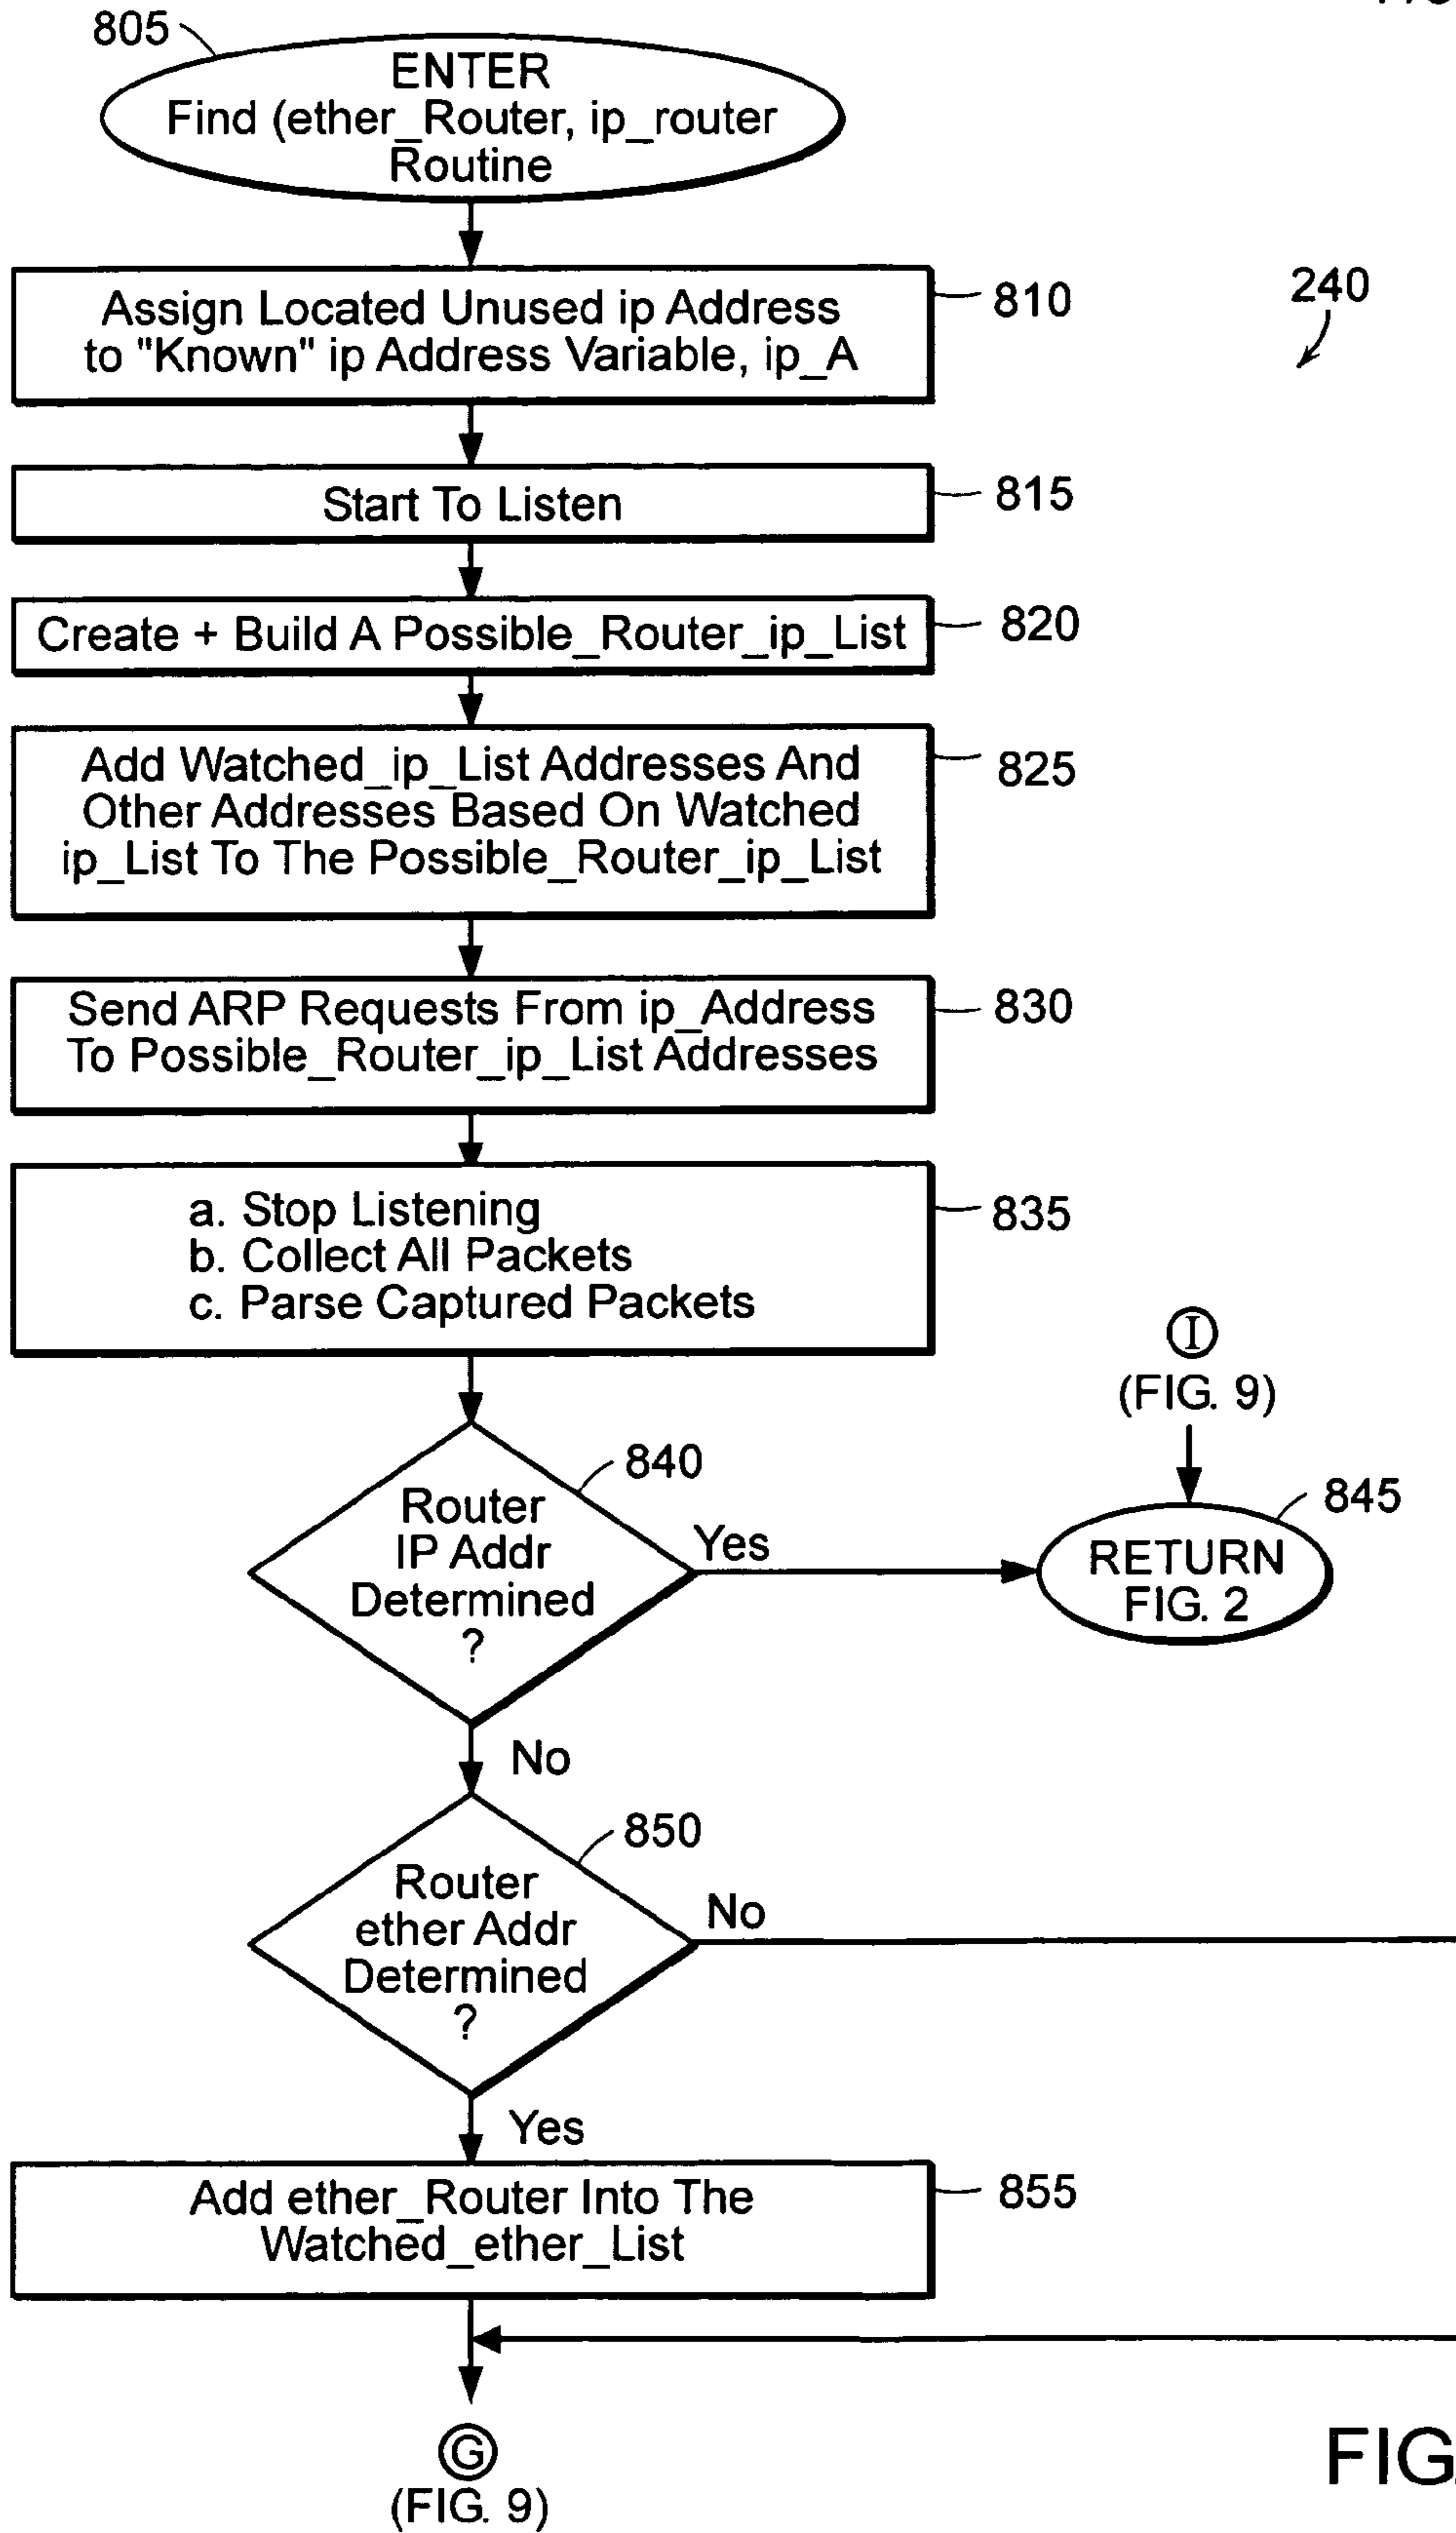 805
ENTER
Find (ether_Router, ip_router
Routine
Assign Located Unused ip Address
to "Known" ip Address Variable, ip_A
810
240
Start To Listen
815
Create + Build A Possible_Router_ip_List
820
Add Watched_ip_List Addresses And
Other Addresses Based On Watched
ip_List To The Possible_Router_ip_List
825
Send ARP Requests From ip_Address
To Possible_Router_ip_List Addresses
830
a. Stop Listening
b. Collect All Packets
c. Parse Captured Packets
835
I
(FIG. 9)
840
Router
IP Addr
Determined
?
Yes
845
RETURN
FIG. 2
No
850
Router
ether Addr
Determined
?
No
Yes
Add ether_Router Into The
Watched_ether_List
855
G
(FIG. 9)
FIG.